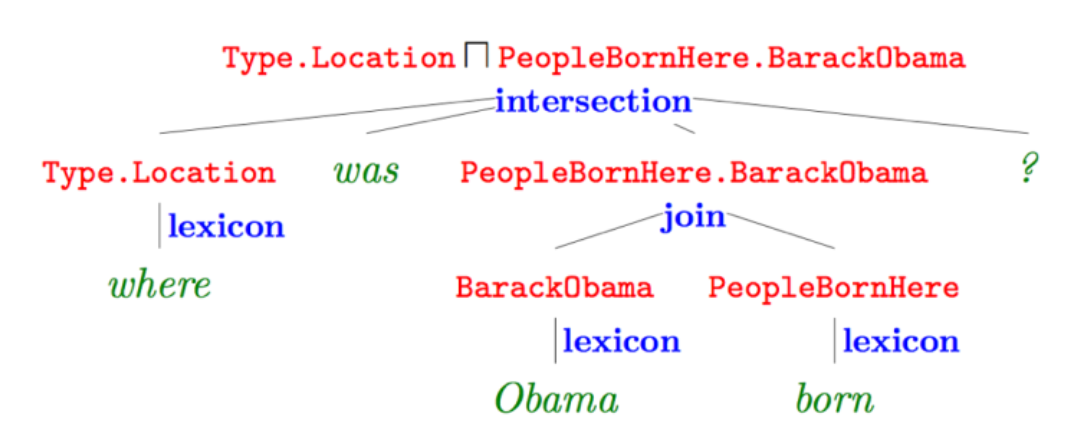 Type.Location ⊓ PeopleBornHere.BarackObama
intersection
Type.Location was PeopleBornHere.BarackObama ?
lexicon join
where BarackObama PeopleBornHere
lexicon lexicon
Obama born